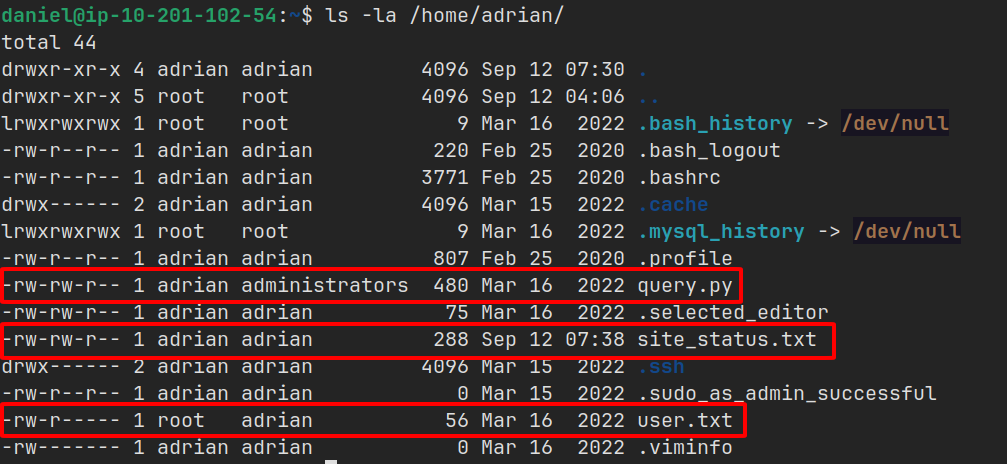 daniel@ip-10-201-102-54:~$ ls -la /home/adrian/
total 44
drwxr-xr-x 4 adrian adrian         4096 Sep 12 07:30 .
drwxr-xr-x 5 root   root           4096 Sep 12 04:06 ..
lrwxrwxrwx 1 root   root              9 Mar 16  2022 .bash_history -> /dev/null
-rw-r--r-- 1 adrian adrian          220 Feb 25  2020 .bash_logout
-rw-r--r-- 1 adrian adrian         3771 Feb 25  2020 .bashrc
drwx------ 2 adrian adrian         4096 Mar 15  2022 .cache
lrwxrwxrwx 1 root   root              9 Mar 16  2022 .mysql_history -> /dev/null
-rw-r--r-- 1 adrian adrian          807 Feb 25  2020 .profile
-rw-rw-r-- 1 adrian administrators  480 Mar 16  2022 query.py
-rw-rw-r-- 1 adrian adrian           75 Mar 16  2022 .selected_editor
-rw-rw-r-- 1 adrian adrian          288 Sep 12 07:38 site_status.txt
drwx------ 2 adrian adrian         4096 Mar 15  2022 .ssh
-rw-r--r-- 1 adrian adrian            0 Mar 15  2022 .sudo_as_admin_successful
-rw-r----- 1 root   adrian           56 Mar 16  2022 user.txt
-rw------- 1 adrian adrian            0 Mar 16  2022 .viminfo